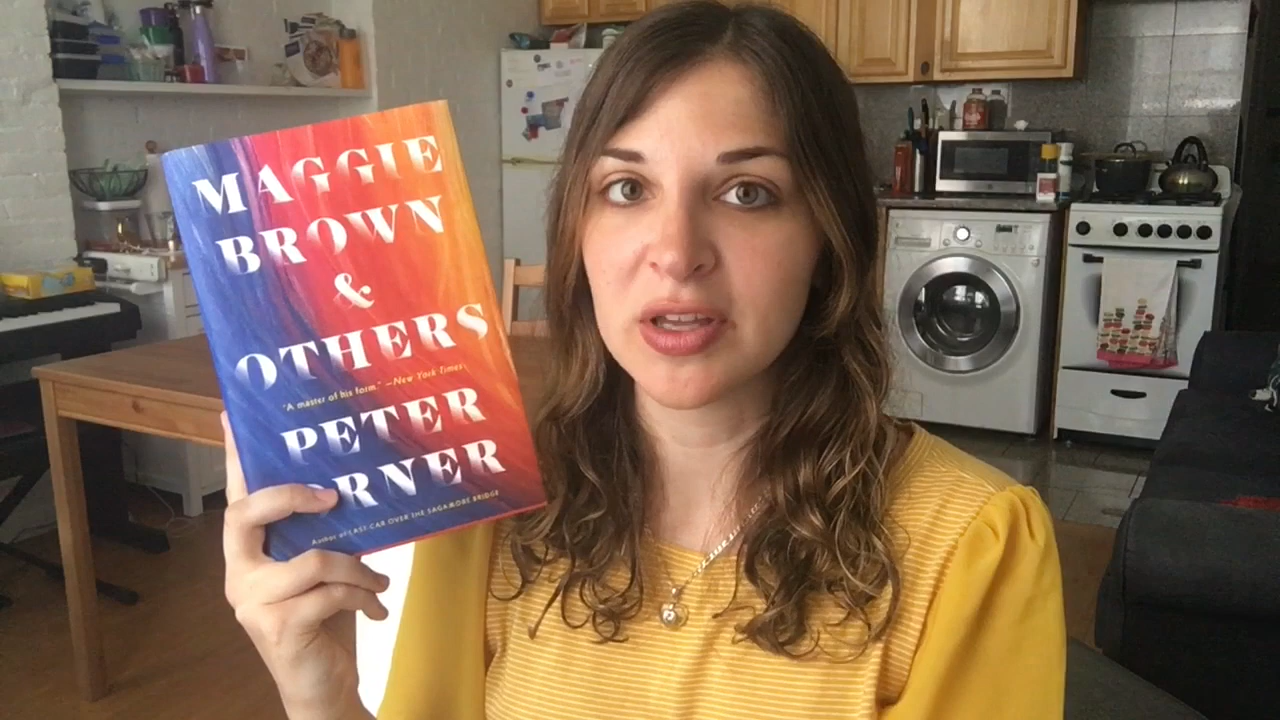 MAGGIE
BROWN
&
OTHERS
"A master of his form." —New York Times
PETER
ORNER
Author of LAST CAR OVER THE SAGAMORE BRIDGE